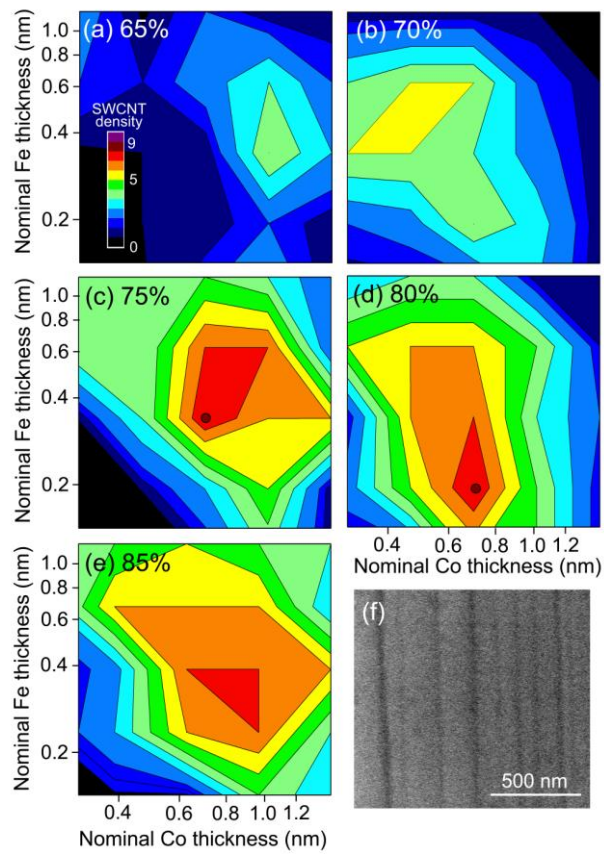 (a) 65%
(b) 70%
SWCNT
density
9
5
0
1.0
0.8
0.6
0.4
0.2
Nominal Fe thickness (nm)
(c) 75%
(d) 80%
1.0
0.8
0.6
0.4
0.2
Nominal Fe thickness (nm)
0.4 0.6 0.8 1.0 1.2
Nominal Co thickness (nm)
(e) 85%
(f)
1.0
0.8
0.6
0.4
0.2
Nominal Fe thickness (nm)
0.4 0.6 0.8 1.0 1.2
Nominal Co thickness (nm)
500 nm